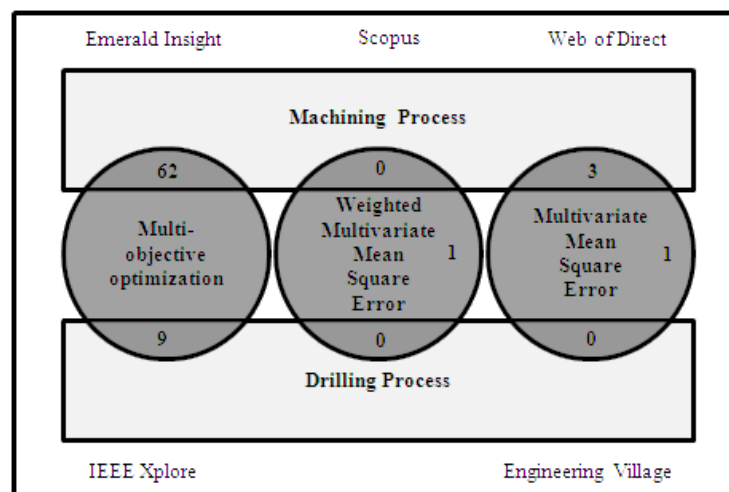 Emerald Insight Scopus Web of Direct
Machining Process
62 0 3
Multi-
objective
optimization
Weighted
Multivariate
Mean
Square
Error
1
Multivariate
Mean
Square
Error
1
9 0 0
Drilling Process
IEEE Xplore Engineering Village